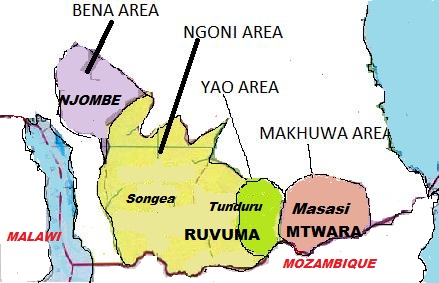 BENA AREA
NGONI AREA
YAO AREA
NJOMBE
MAKHUWA AREA
Songea
Tunduru
Masasi
RUVUMA
MTWARA
MALAWI
MOZAMBIQUE